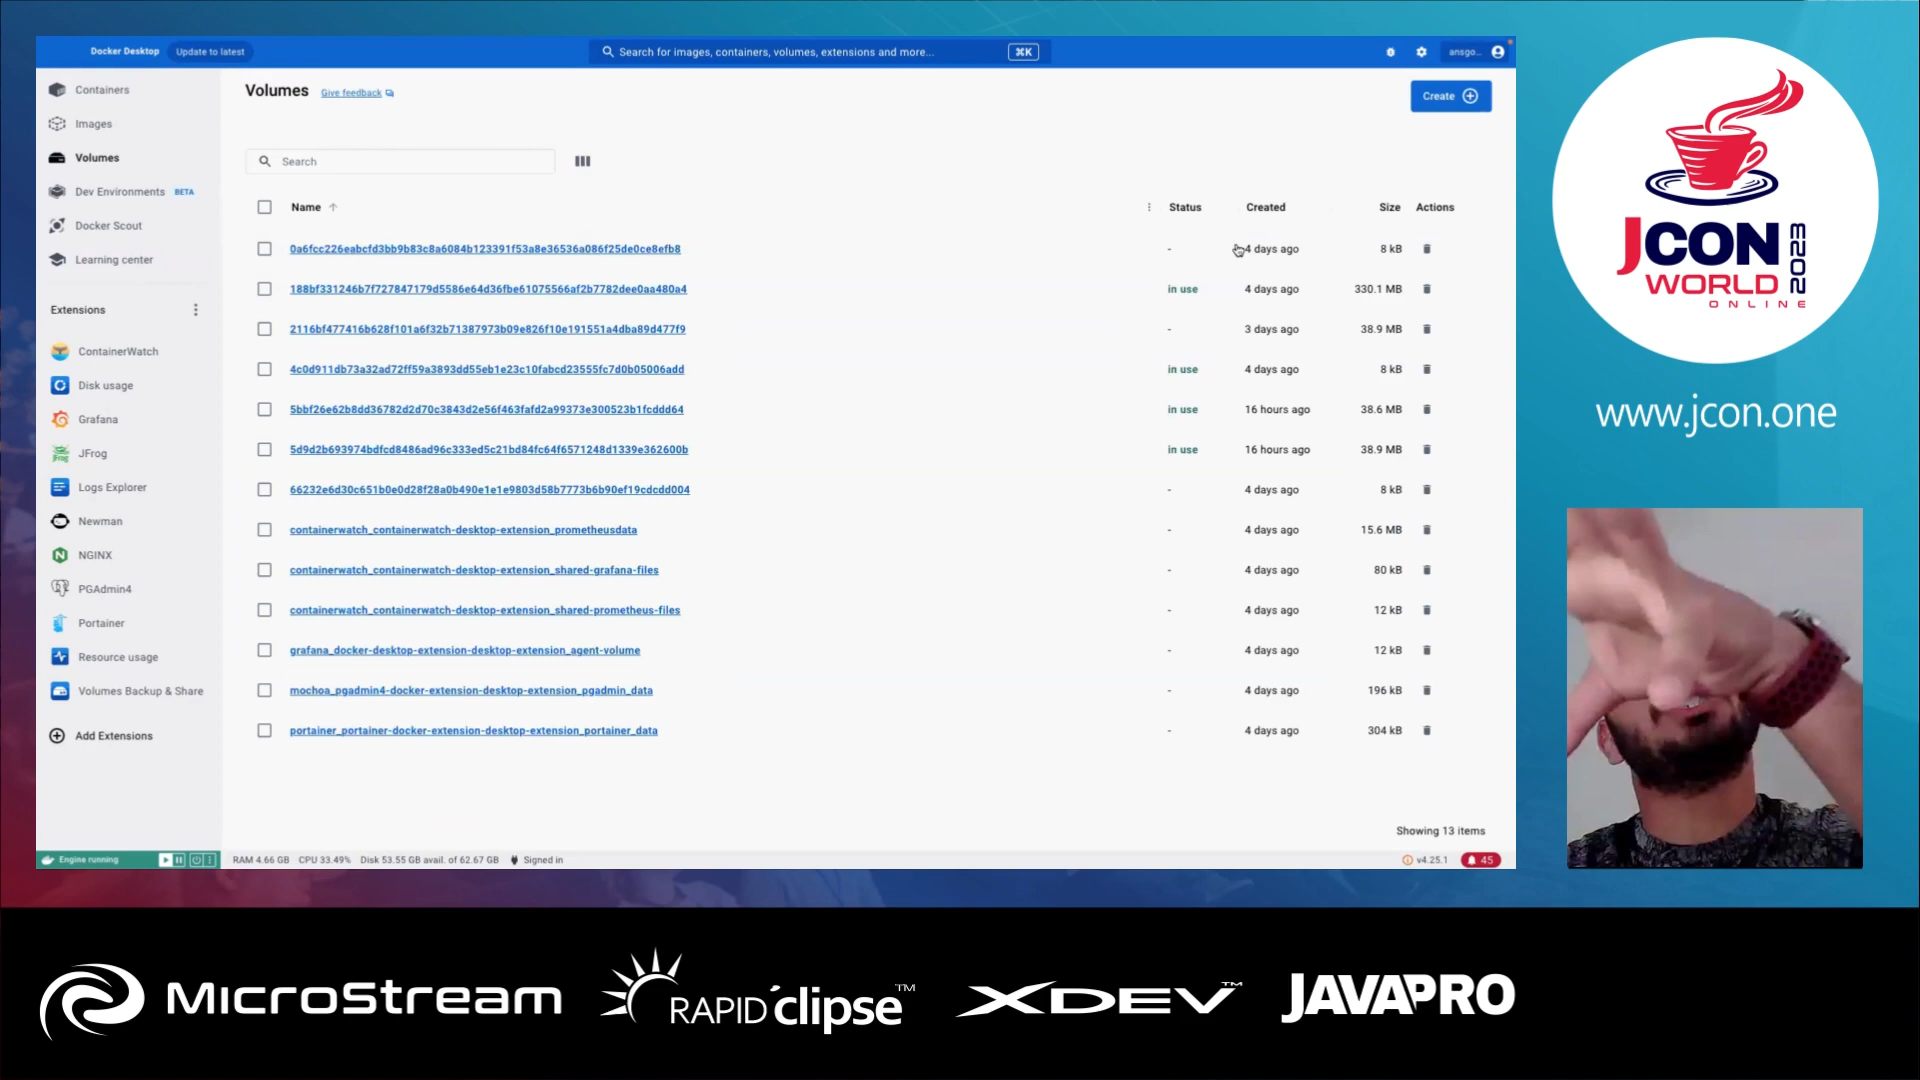 Docker Desktop Update to latest
Search for images, containers, volumes, extensions and more... ⌘K
ansgo...
Containers
Images
Volumes
Dev Environments BETA
Docker Scout
Learning center
Extensions
ContainerWatch
Disk usage
Grafana
JFrog
Logs Explorer
Newman
NGINX
PGAdmin4
Portainer
Resource usage
Volumes Backup & Share
Add Extensions
Volumes Give feedback
Create
Search
Name Status Created Size Actions
0a6fcc226eabcfd3bb9b83c8a6084b123391f53a8e36536a086f25de0ce8efb8 - 4 days ago 8 kB
188bf331246b7f727847179d5586e64d36fbe61075566af2b7782dee0aa480a4 in use 4 days ago 330.1 MB
2116bf477416b628f101a6f32b71387973b09e826f10e191551a4dba89d477f9 - 3 days ago 38.9 MB
4c0d911db73a32ad72ff59a3893dd55eb1e23c10fabcd23555fc7d0b05006add in use 4 days ago 8 kB
5bbf26e62b8dd36782d2d70c3843d2e56f463fafd2a99373e300523b1fcddd64 in use 16 hours ago 38.6 MB
5d9d2b693974bdfcd8486ad96c333ed5c21bd84fc64f6571248d1339e362600b in use 16 hours ago 38.9 MB
66232e6d30c651b0e0d28f28a0b490e1e1e9803d58b7773b6b90ef19cdcdd004 - 4 days ago 8 kB
containerwatch_containerwatch-desktop-extension_prometheusdata - 4 days ago 15.6 MB
containerwatch_containerwatch-desktop-extension_shared-grafana-files - 4 days ago 80 kB
containerwatch_containerwatch-desktop-extension_shared-prometheus-files - 4 days ago 12 kB
grafana_docker-desktop-extension-desktop-extension_agent-volume - 4 days ago 12 kB
mochoa_pgadmin4-docker-extension-desktop-extension_pgadmin_data - 4 days ago 196 kB
portainer_portainer-docker-extension-desktop-extension_portainer_data - 4 days ago 304 kB
Showing 13 items
Engine running RAM 4.66 GB CPU 33.49% Disk 53.55 GB avail. of 62.67 GB Signed in v4.25.1 45
JCON
WORLD
ONLINE
2023
www.jcon.one
MicroStream RAPID'clipse™ XDEV™ JAVAPRO